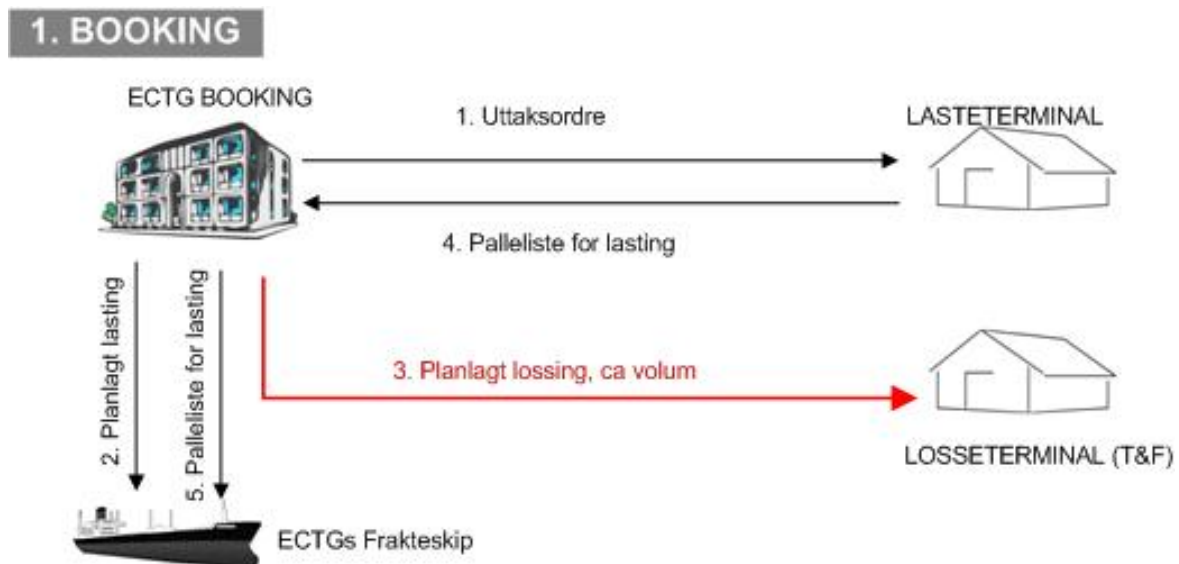 1. BOOKING
ECTG BOOKING
1. Uttaksordre
LASTETERMINAL
4. Palleliste for lasting
2. Planlagt lasting
5. Palleliste for lasting
3. Planlagt lossing, ca volum
LOSSETERMINAL (T&F)
ECTGs Frakteskip